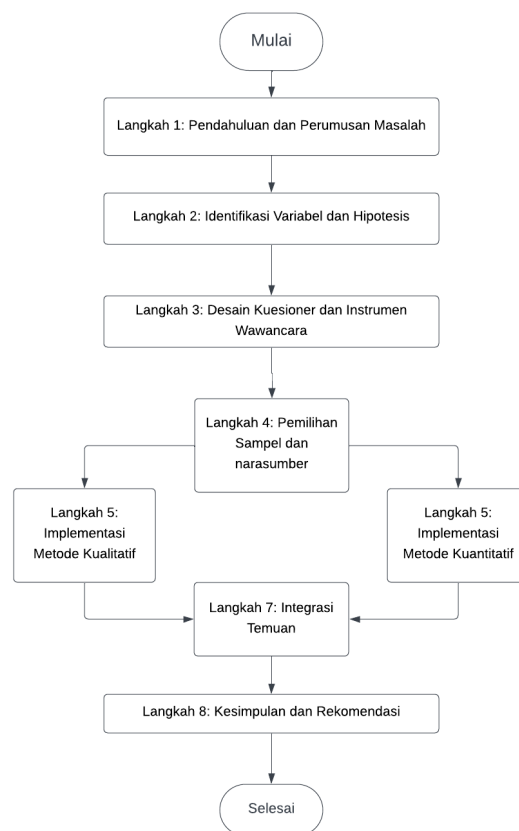 Mulai
Langkah 1: Pendahuluan dan Perumusan Masalah
Langkah 2: Identifikasi Variabel dan Hipotesis
Langkah 3: Desain Kuesioner dan Instrumen
Wawancara
Langkah 4: Pemilihan
Sampel dan
narasumber
Langkah 5:
Implementasi
Metode Kualitatif
Langkah 5:
Implementasi
Metode Kuantitatif
Langkah 7: Integrasi
Temuan
Langkah 8: Kesimpulan dan Rekomendasi
Selesai